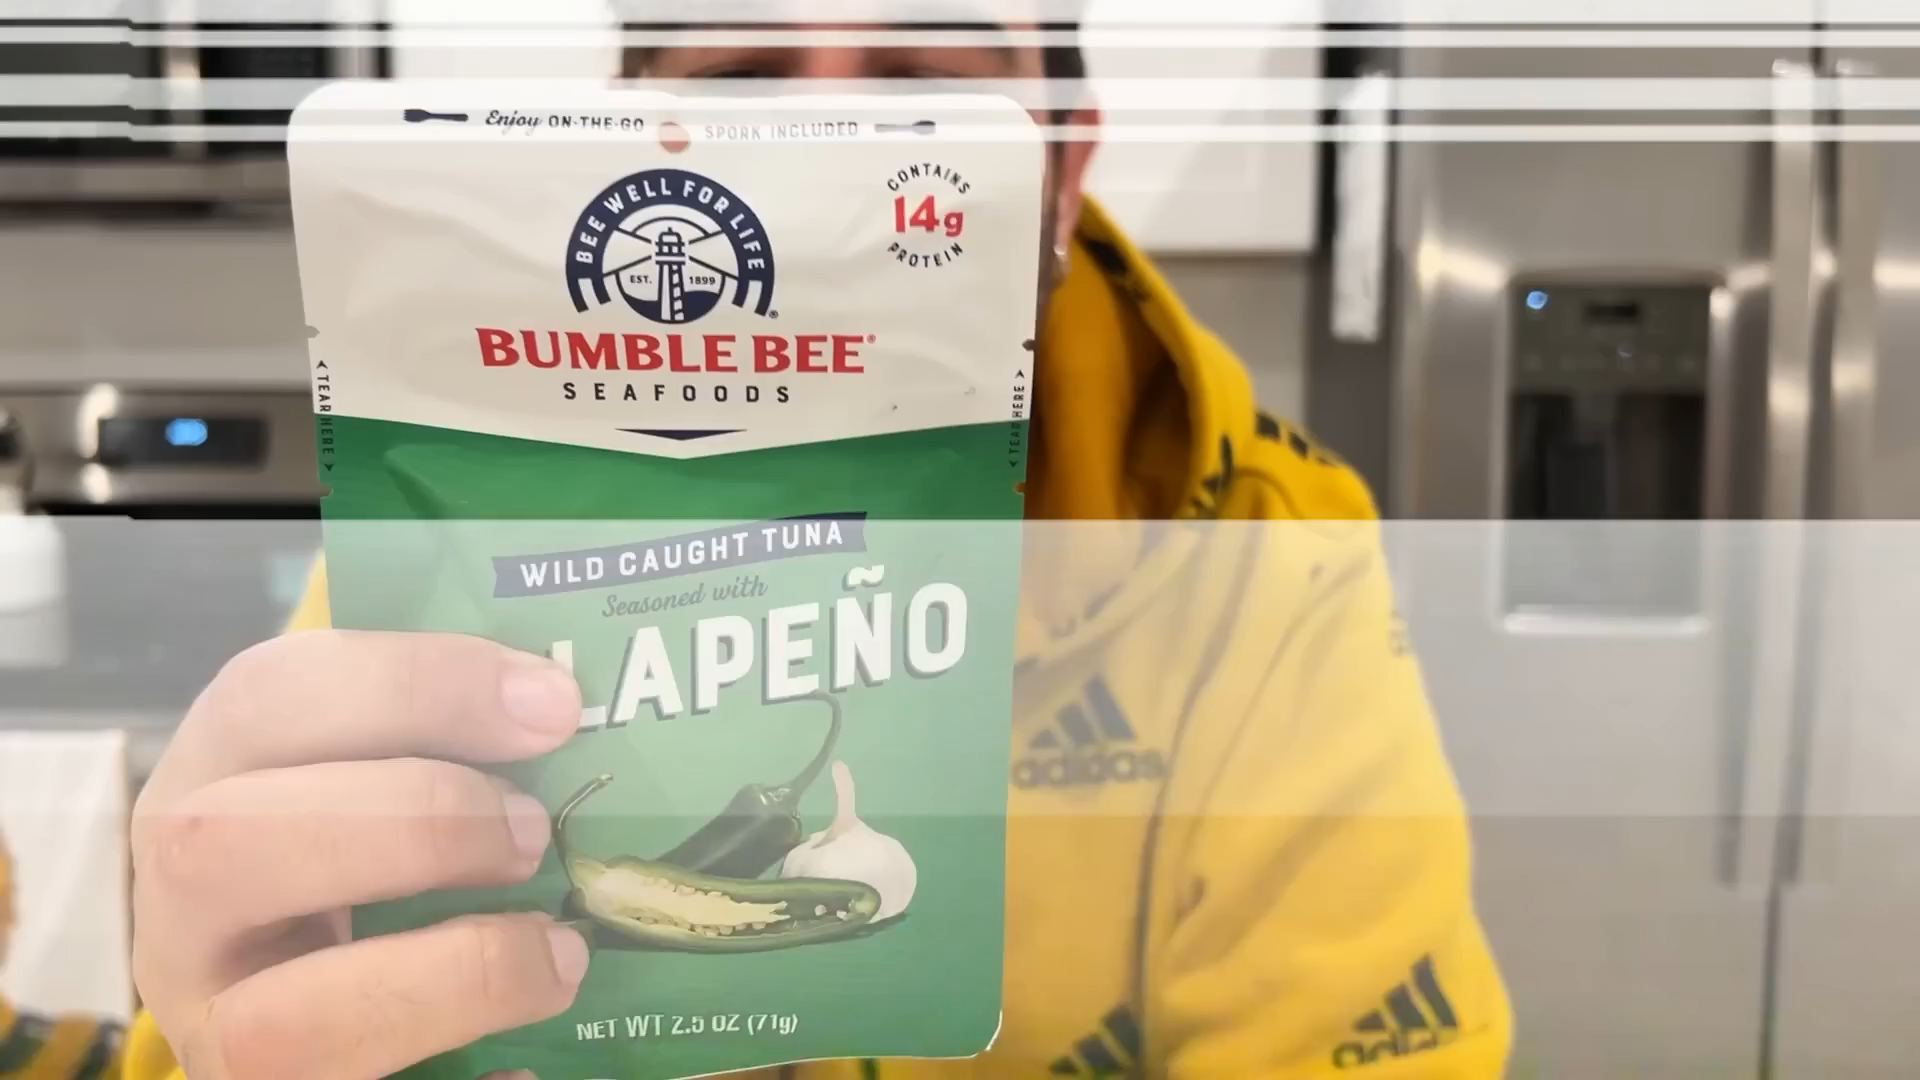 Enjoy ON-THE-GO
SPORK INCLUDED
BEE WELL FOR LIFE
EST. 1899
CONTAINS
14g
PROTEIN
BUMBLE BEE®
SEAFOODS
TEAR HERE
TEAR HERE
WILD CAUGHT TUNA
Seasoned with
LAPEÑO
NET WT 2.5 OZ (71g)
adidas